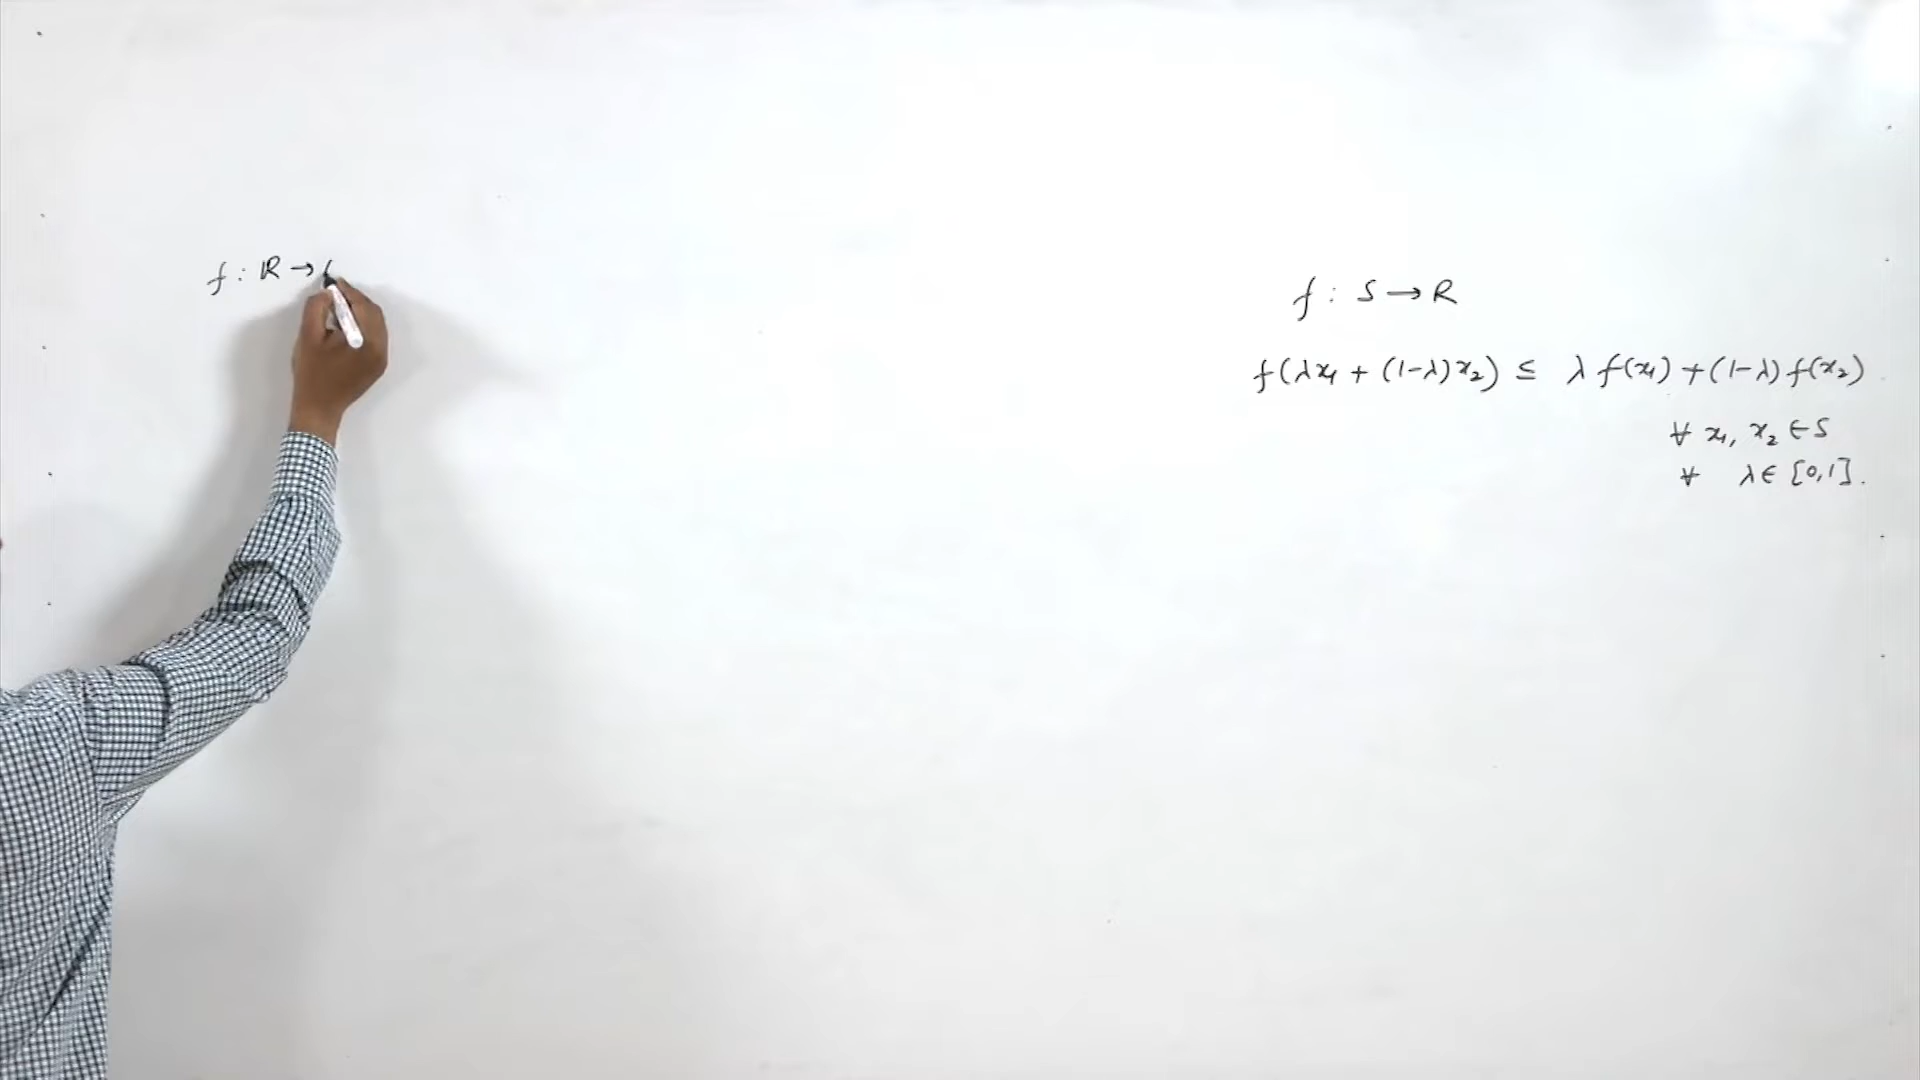 f : R →
f : S → R
f(λx₁ + (1-λ)x₂) ≤ λ f(x₁) + (1-λ) f(x₂)
∀ x₁, x₂ ∈ S
∀ λ ∈ [0,1].